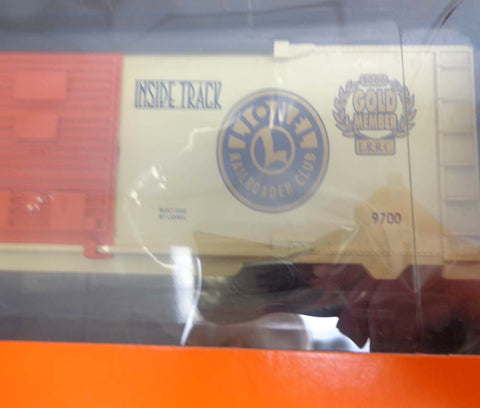 INSIDE TRACK
LIONEL
L
RAILROADER CLUB
GOLD
MEMBER
L.R.R.C.
9700